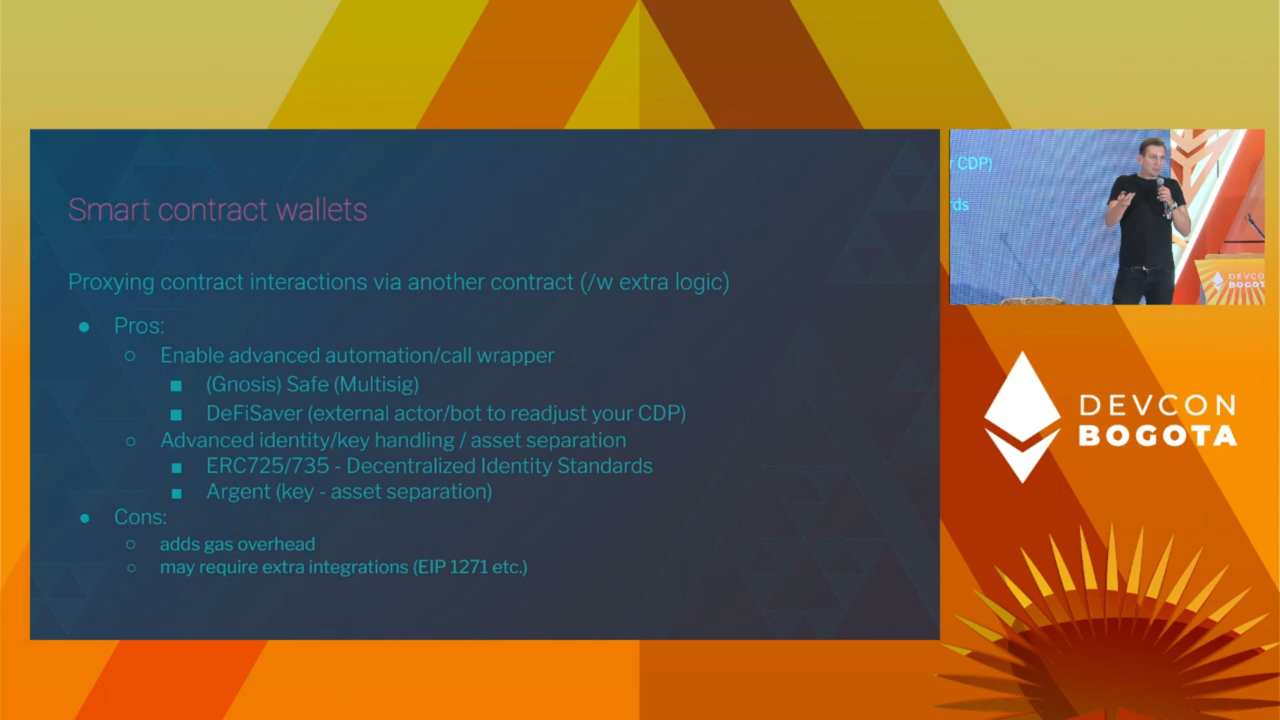 Smart contract wallets
Proxying contract interactions via another contract (/w extra logic)
● Pros:
○ Enable advanced automation/call wrapper
■ (Gnosis) Safe (Multisig)
■ DeFiSaver (external actor/bot to readjust your CDP)
○ Advanced identity/key handling / asset separation
■ ERC725/735 - Decentralized Identity Standards
■ Argent (key - asset separation)
● Cons:
○ adds gas overhead
○ may require extra integrations (EIP 1271 etc.)
r CDP)
rds
DEVCON
BOGOTA
DEVCON
BOGOTA